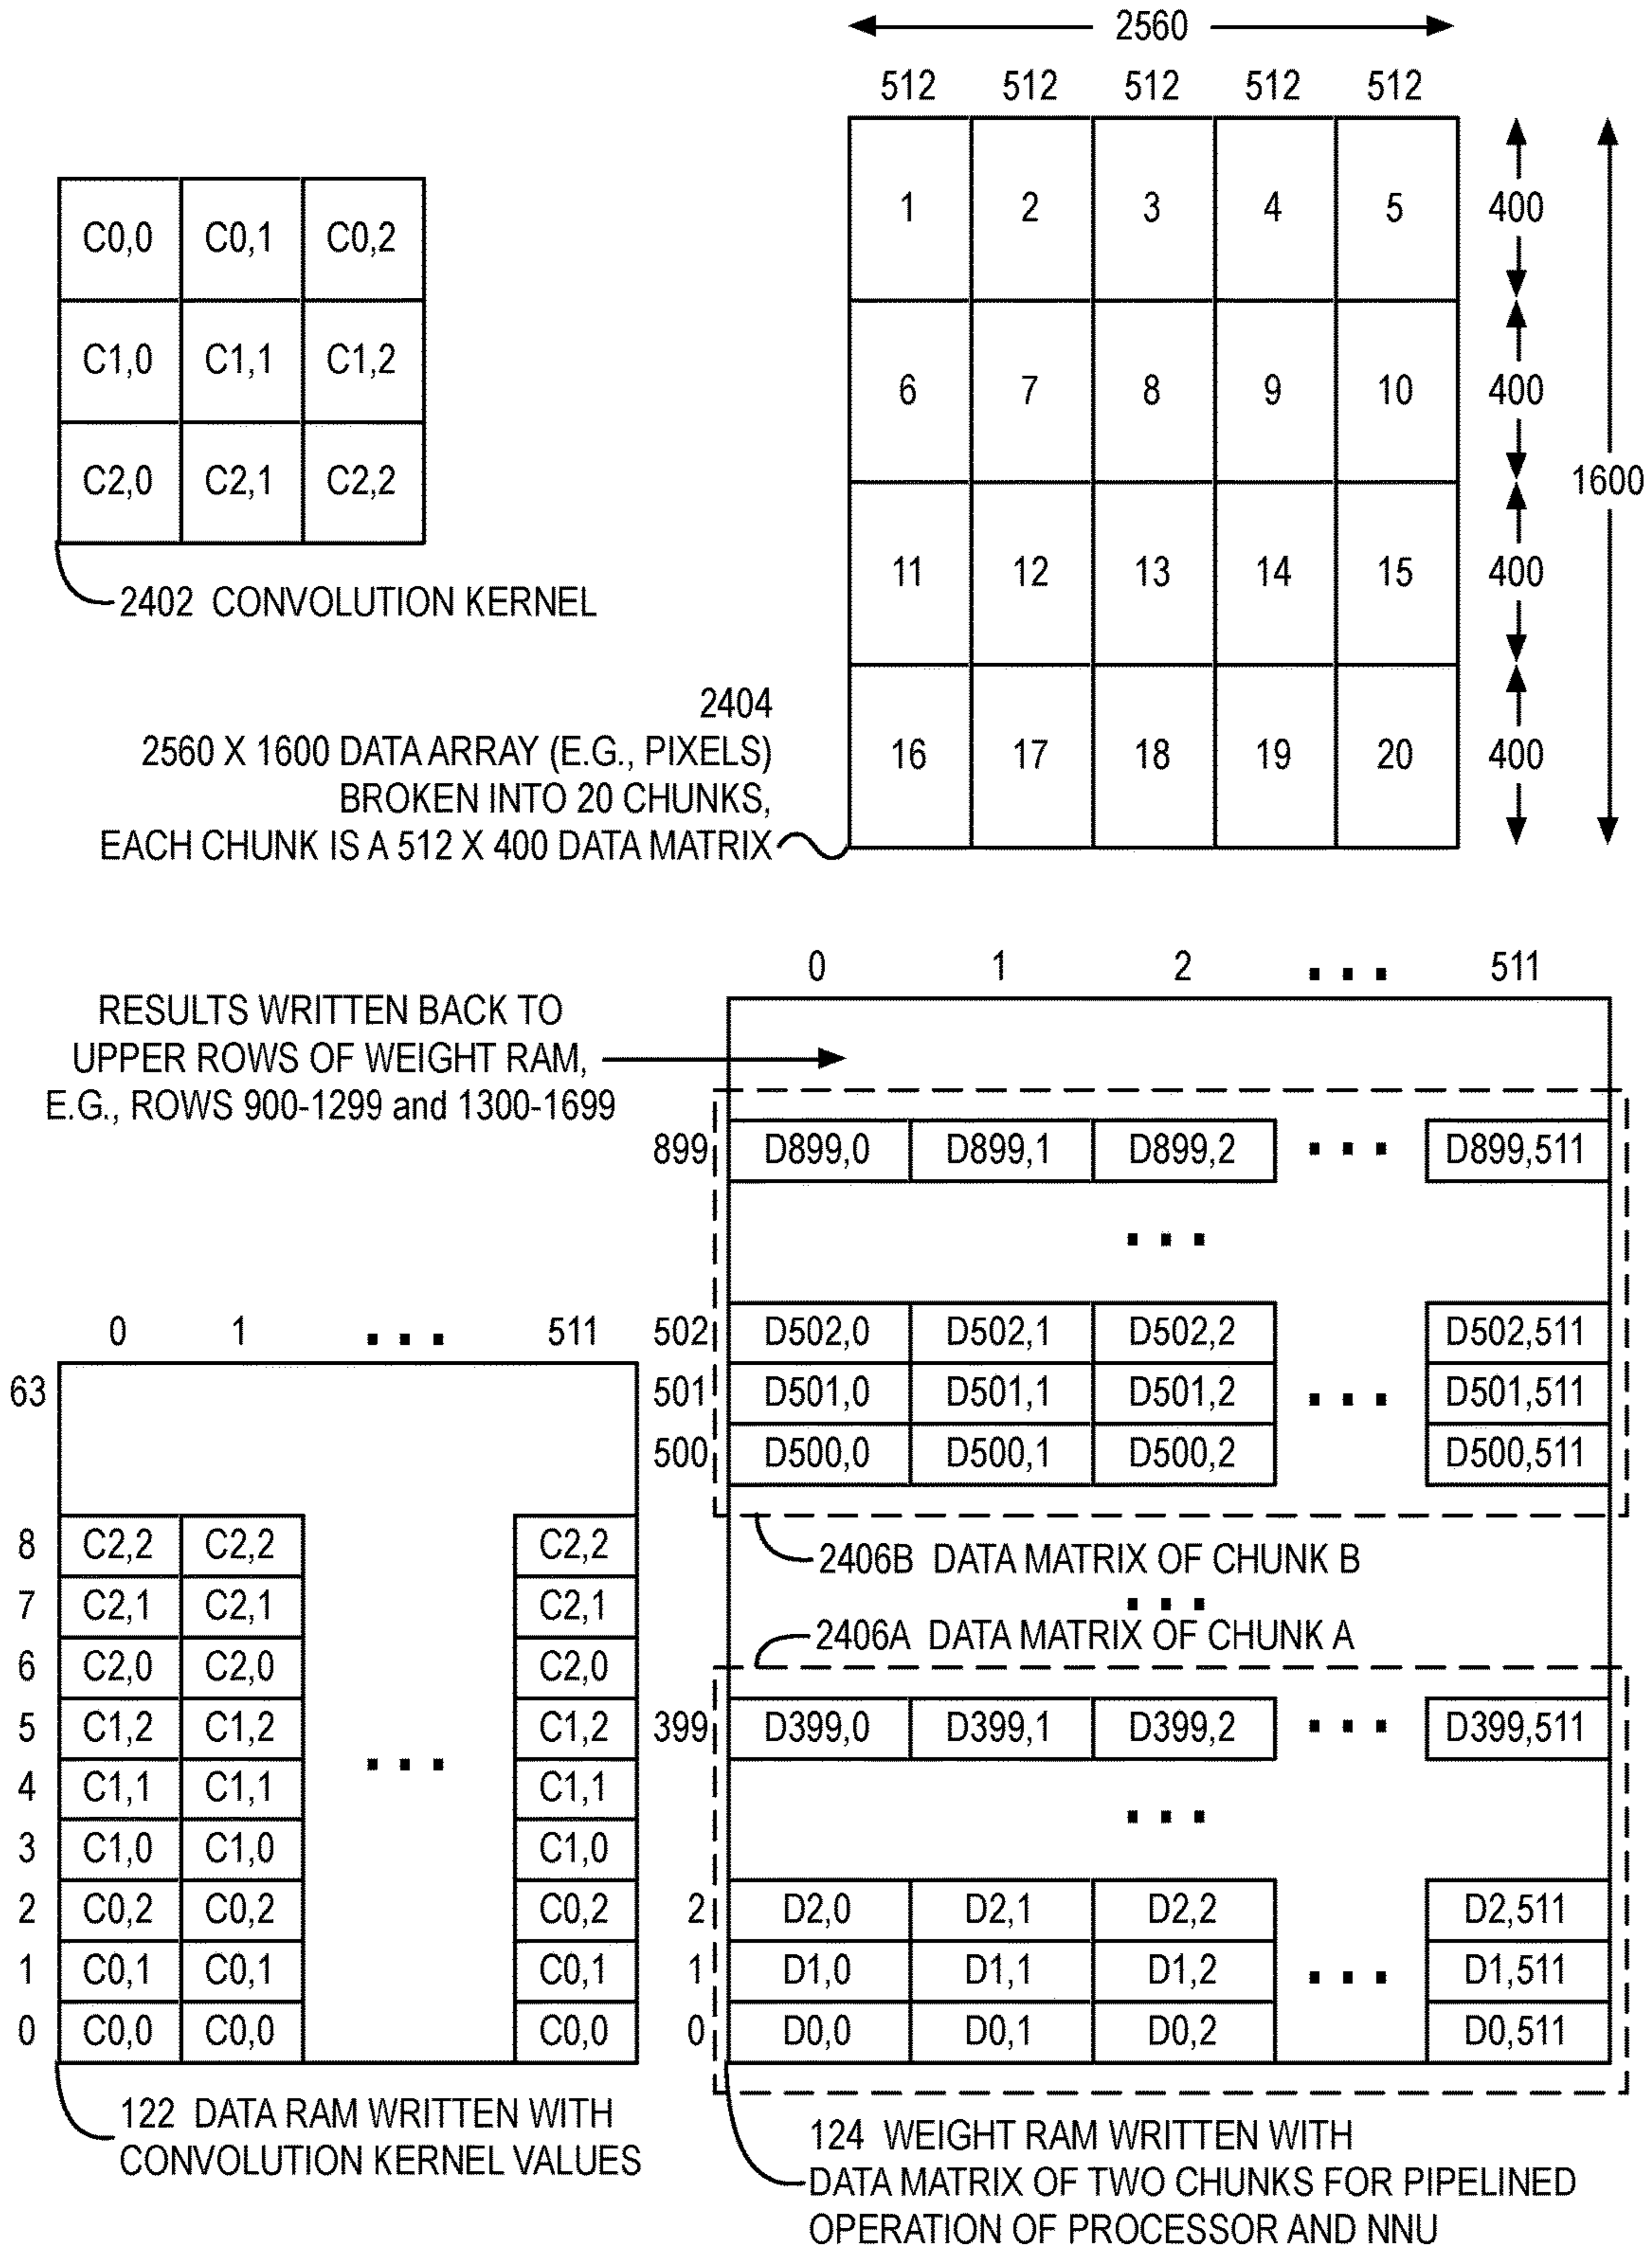 2560
512 512 512 512 512
1 2 3 4 5 400
6 7 8 9 10 400
11 12 13 14 15 400
16 17 18 19 20 400
1600
C0,0 C0,1 C0,2
C1,0 C1,1 C1,2
C2,0 C2,1 C2,2
2402 CONVOLUTION KERNEL
2404
2560 X 1600 DATA ARRAY (E.G., PIXELS)
BROKEN INTO 20 CHUNKS,
EACH CHUNK IS A 512 X 400 DATA MATRIX
RESULTS WRITTEN BACK TO
UPPER ROWS OF WEIGHT RAM,
E.G., ROWS 900-1299 and 1300-1699
0 1 2 ... 511
899 D899,0 D899,1 D899,2 ... D899,511
...
502 D502,0 D502,1 D502,2 D502,511
501 D501,0 D501,1 D501,2 ... D501,511
500 D500,0 D500,1 D500,2 D500,511
2406B DATA MATRIX OF CHUNK B
...
2406A DATA MATRIX OF CHUNK A
399 D399,0 D399,1 D399,2 ... D399,511
...
2 D2,0 D2,1 D2,2 D2,511
1 D1,0 D1,1 D1,2 ... D1,511
0 D0,0 D0,1 D0,2 D0,511
124 WEIGHT RAM WRITTEN WITH
DATA MATRIX OF TWO CHUNKS FOR PIPELINED
OPERATION OF PROCESSOR AND NNU
0 1 ... 511
63
8 C2,2 C2,2 C2,2
7 C2,1 C2,1 C2,1
6 C2,0 C2,0 C2,0
5 C1,2 C1,2 C1,2
4 C1,1 C1,1 ... C1,1
3 C1,0 C1,0 C1,0
2 C0,2 C0,2 C0,2
1 C0,1 C0,1 C0,1
0 C0,0 C0,0 C0,0
122 DATA RAM WRITTEN WITH
CONVOLUTION KERNEL VALUES